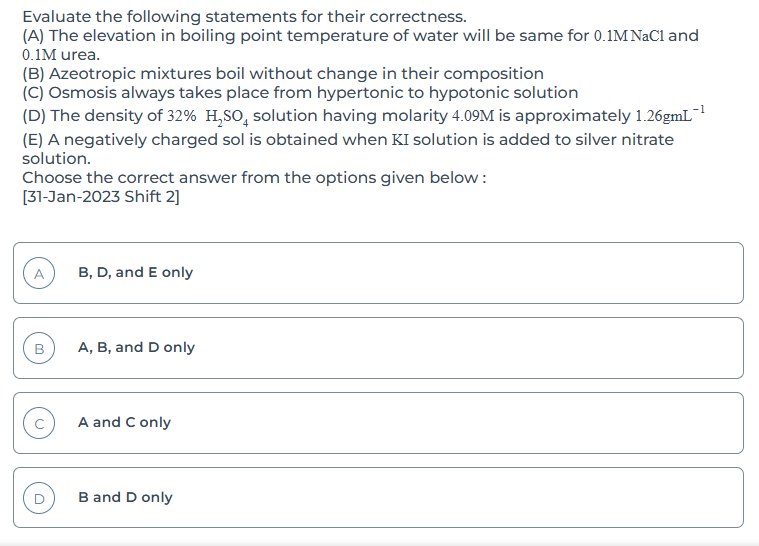 Evaluate the following statements for their correctness.
(A) The elevation in boiling point temperature of water will be same for 0.1M NaCl and
0.1M urea.
(B) Azeotropic mixtures boil without change in their composition
(C) Osmosis always takes place from hypertonic to hypotonic solution
(D) The density of 32% H₂SO₄ solution having molarity 4.09M is approximately 1.26gmL⁻¹
(E) A negatively charged sol is obtained when KI solution is added to silver nitrate
solution.
Choose the correct answer from the options given below :
[31-Jan-2023 Shift 2]
A B, D, and E only
B A, B, and D only
C A and C only
D B and D only